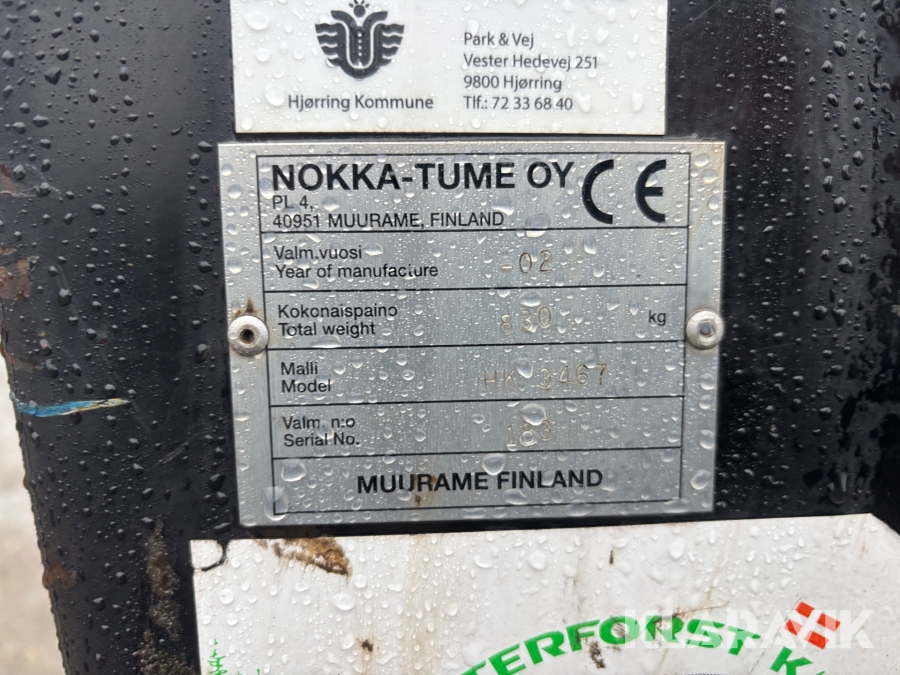 Hjørring Kommune
Park & Vej
Vester Hedevej 251
9800 Hjørring
Tlf.: 72 33 68 40
NOKKA-TUME OY CE
PL 4,
40951 MUURAME, FINLAND
Valm.vuosi
Year of manufacture -02
Kokonaispaino
Total weight 830 kg
Malli
Model HK 3467
Valm. n:o
Serial No.
MUURAME FINLAND
KLARAVIK